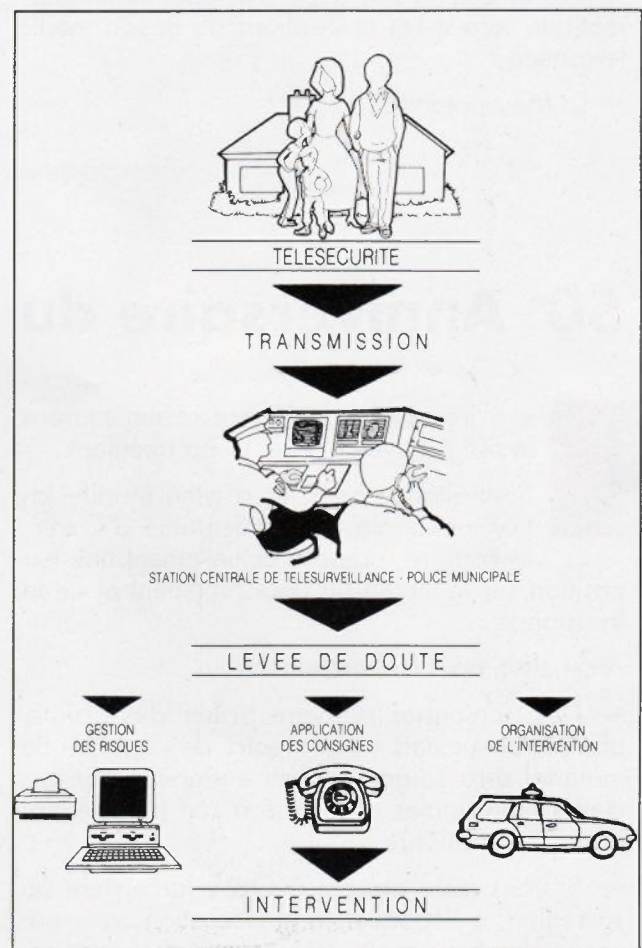 TELESECURITE
TRANSMISSION
STATION CENTRALE DE TELESURVEILLANCE - POLICE MUNICIPALE
LEVEE DE DOUTE
GESTION
DES RISQUES
APPLICATION
DES CONSIGNES
ORGANISATION
DE L'INTERVENTION
INTERVENTION